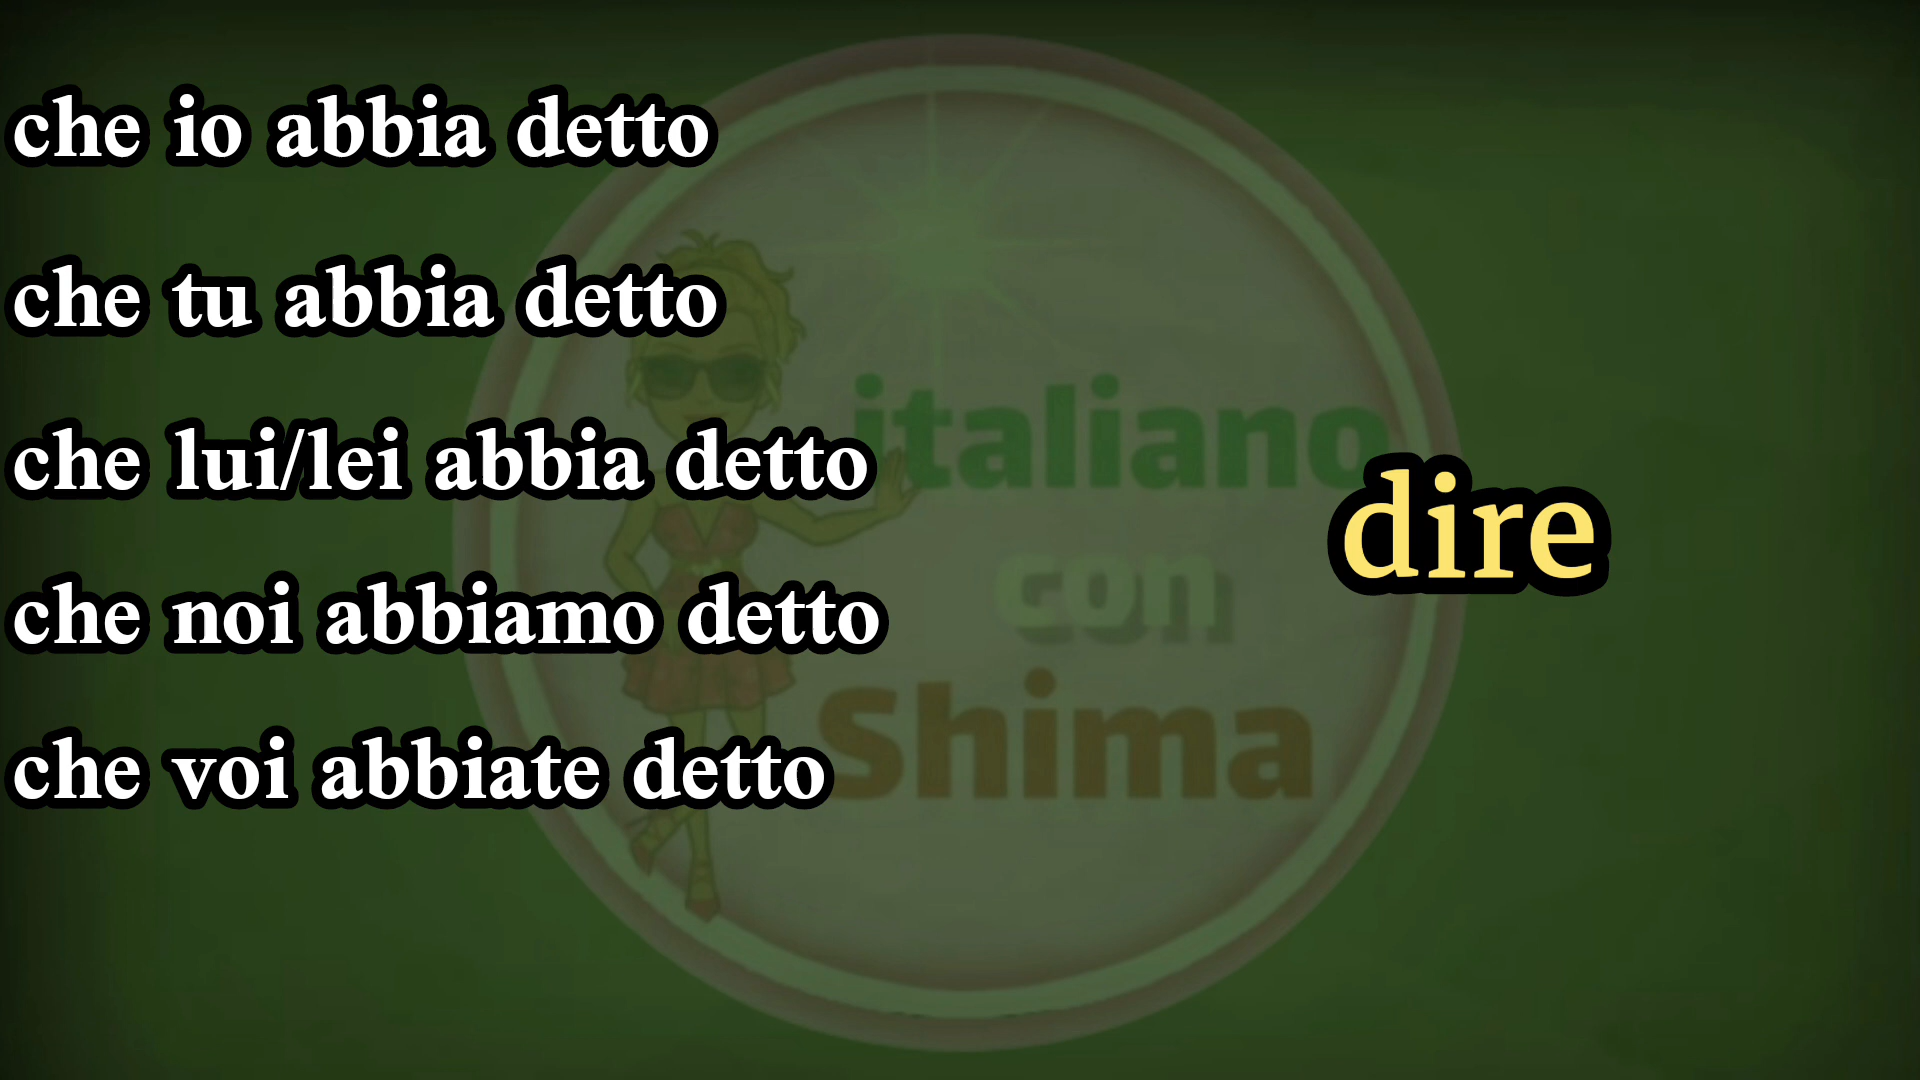 che io abbia detto
che tu abbia detto
che lui/lei abbia detto
che noi abbiamo detto
che voi abbiate detto
dire
italiano
con
Shima